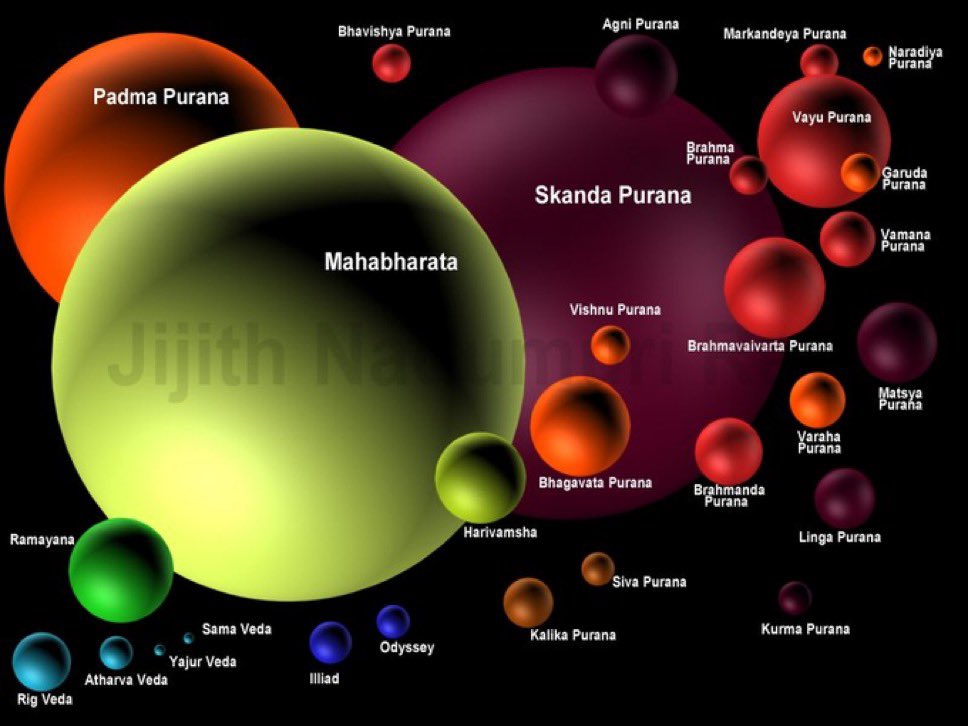 Bhavishya Purana
Agni Purana
Markandeya Purana
Naradiya
Purana
Padma Purana
Vayu Purana
Brahma
Purana
Garuda
Purana
Skanda Purana
Vamana
Purana
Mahabharata
Vishnu Purana
Brahmavaivarta Purana
Jijith
Matsya
Purana
Varaha
Purana
Bhagavata Purana
Brahmanda
Purana
Harivamsha
Linga Purana
Ramayana
Siva Purana
Kalika Purana
Kurma Purana
Sama Veda
Odyssey
Yajur Veda
Atharva Veda
Illiad
Rig Veda